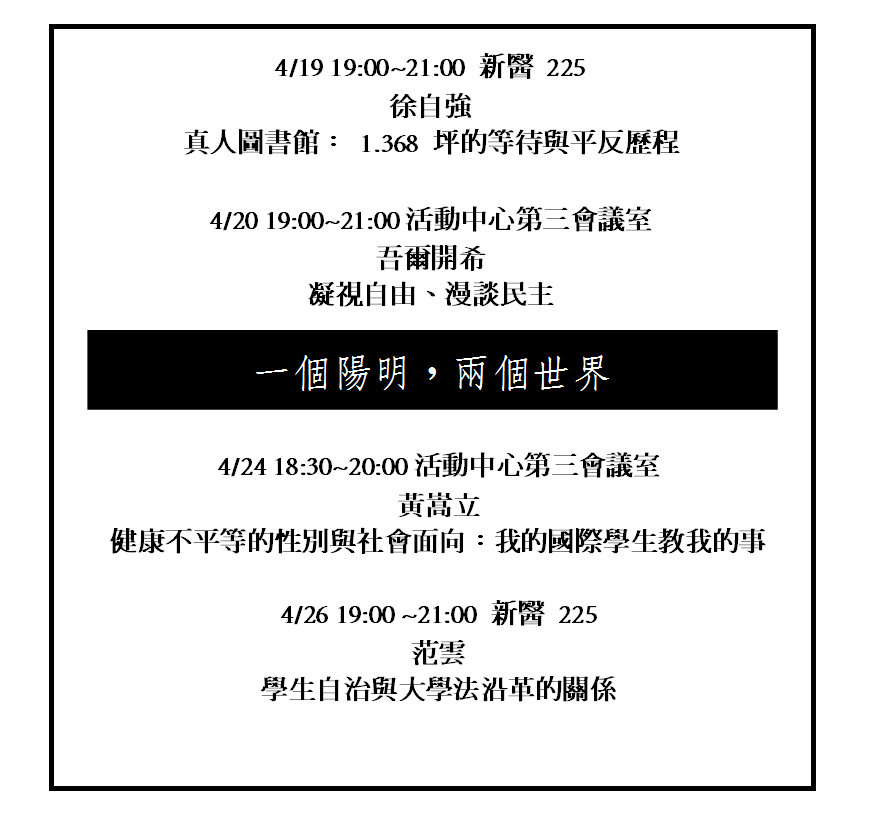 4/19 19:00~21:00 新醫 225
徐自強
真人圖書館： 1.368 坪的等待與平反歷程
4/20 19:00~21:00 活動中心第三會議室
吾爾開希
凝視自由、漫談民主
一個陽明，兩個世界
4/24 18:30~20:00 活動中心第三會議室
黃嵩立
健康不平等的性別與社會面向：我的國際學生教我的事
4/26 19:00 ~21:00 新醫 225
范雲
學生自治與大學法沿革的關係